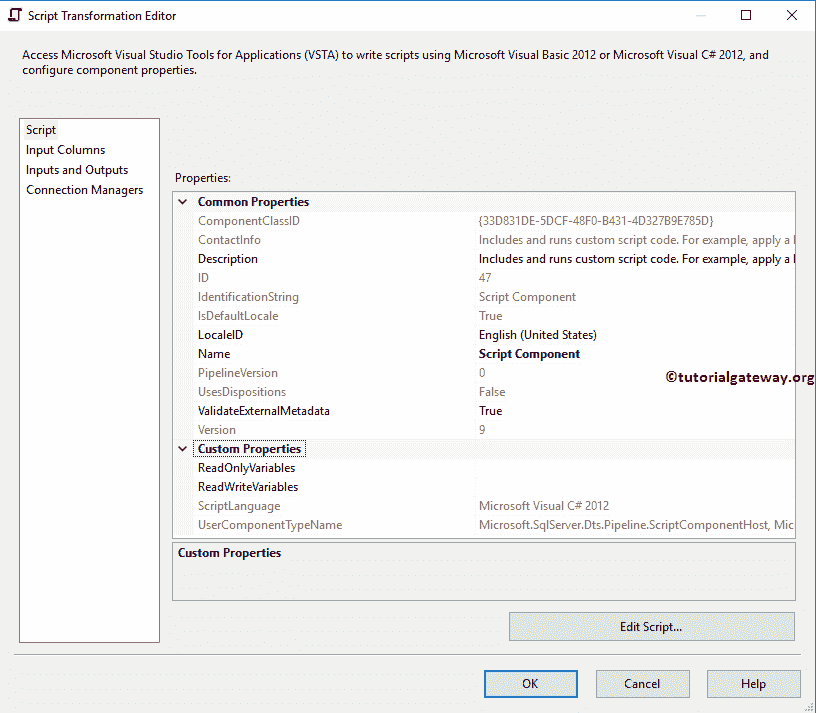 Script Transformation Editor
Access Microsoft Visual Studio Tools for Applications (VSTA) to write scripts using Microsoft Visual Basic 2012 or Microsoft Visual C# 2012, and
configure component properties.
Script
Input Columns
Inputs and Outputs
Connection Managers
Properties:
Common Properties
ComponentClassID {33D831DE-5DCF-48F0-B431-4D327B9E785D}
ContactInfo Includes and runs custom script code. For example, apply a
Description Includes and runs custom script code. For example, apply a
ID 47
IdentificationString Script Component
IsDefaultLocale True
LocaleID English (United States)
Name Script Component
PipelineVersion 0
UsesDispositions False
ValidateExternalMetadata True
Version 9
©tutorialgateway.org
Custom Properties
ReadOnlyVariables
ReadWriteVariables
ScriptLanguage Microsoft Visual C# 2012
UserComponentTypeName Microsoft.SqlServer.Dts.Pipeline.ScriptComponentHost, Mic
Custom Properties
Edit Script...
OK Cancel Help